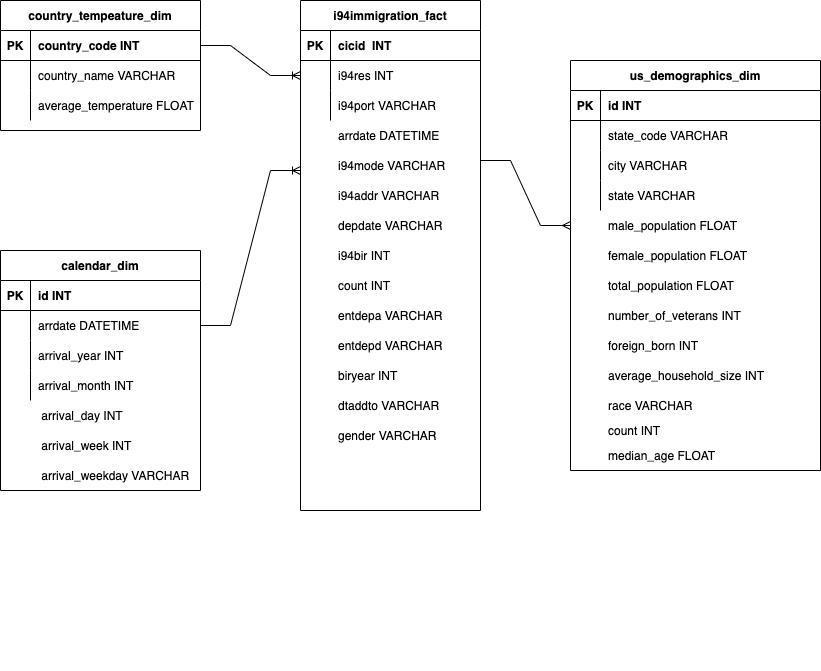 country_tempeature_dim
PK country_code INT
country_name VARCHAR
average_temperature FLOAT
calendar_dim
PK id INT
arrdate DATETIME
arrival_year INT
arrival_month INT
arrival_day INT
arrival_week INT
arrival_weekday VARCHAR
i94immigration_fact
PK cicid INT
i94res INT
i94port VARCHAR
arrdate DATETIME
i94mode VARCHAR
i94addr VARCHAR
depdate VARCHAR
i94bir INT
count INT
entdepa VARCHAR
entdepd VARCHAR
biryear INT
dtaddto VARCHAR
gender VARCHAR
us_demographics_dim
PK id INT
state_code VARCHAR
city VARCHAR
state VARCHAR
male_population FLOAT
female_population FLOAT
total_population FLOAT
number_of_veterans INT
foreign_born INT
average_household_size INT
race VARCHAR
count INT
median_age FLOAT